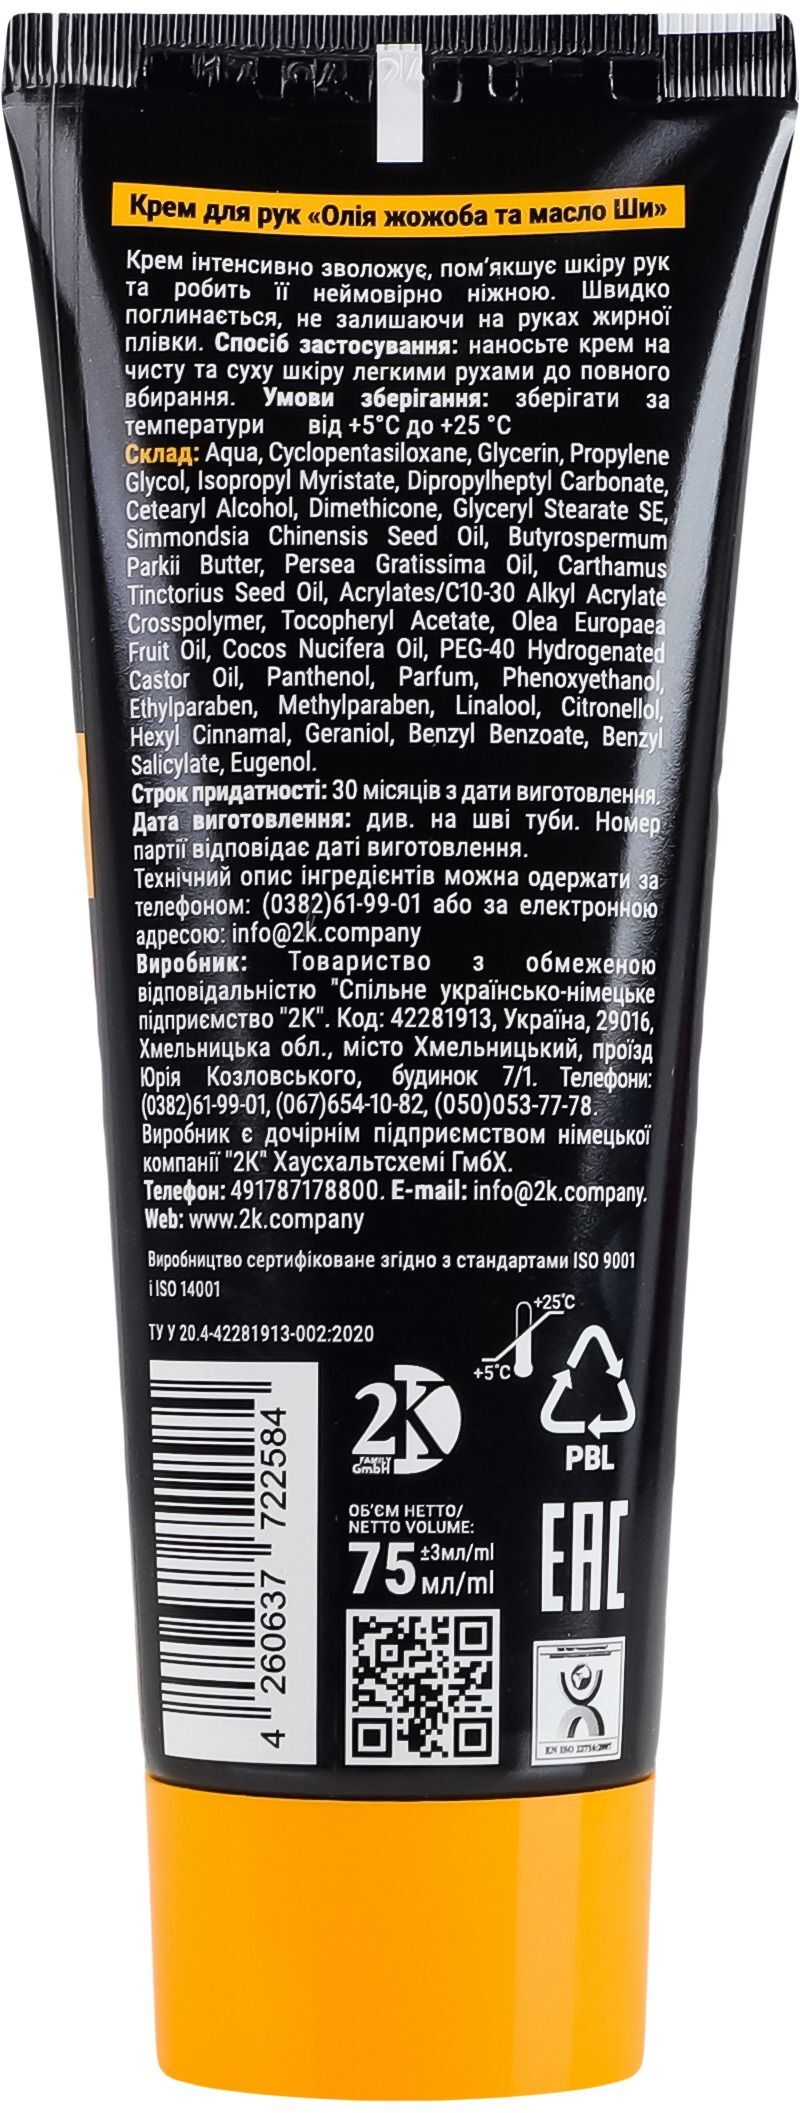 Крем для рук «Олія жожоба та масло Ши»
Крем інтенсивно зволожує, пом'якшує шкіру рук
та робить її неймовірно ніжною. Швидко
поглинається, не залишаючи на руках жирної
плівки. Спосіб застосування: наносьте крем на
чисту та суху шкіру легкими рухами до повного
вбирання. Умови зберігання: зберігати за
температури від +5°C до +25 °C
Склад: Aqua, Cyclopentasiloxane, Glycerin, Propylene
Glycol, Isopropyl Myristate, Dipropylheptyl Carbonate,
Cetearyl Alcohol, Dimethicone, Glyceryl Stearate SE,
Simmondsia Chinensis Seed Oil, Butyrospermum
Parkii Butter, Persea Gratissima Oil, Carthamus
Tinctorius Seed Oil, Acrylates/C10-30 Alkyl Acrylate
Crosspolymer, Tocopheryl Acetate, Olea Europaea
Fruit Oil, Cocos Nucifera Oil, PEG-40 Hydrogenated
Castor Oil, Panthenol, Parfum, Phenoxyethanol,
Ethylparaben, Methylparaben, Linalool, Citronellol,
Hexyl Cinnamal, Geraniol, Benzyl Benzoate, Benzyl
Salicylate, Eugenol.
Строк придатності: 30 місяців з дати виготовлення.
Дата виготовлення: див. на шві туби. Номер
партії відповідає даті виготовлення.
Технічний опис інгредієнтів можна одержати за
телефоном: (0382)61-99-01 або за електронною
адресою: info@2k.company
Виробник: Товариство з обмеженою
відповідальністю "Спільне українсько-німецьке
підприємство "2К". Код: 42281913, Україна, 29016,
Хмельницька обл., місто Хмельницький, проїзд
Юрія Козловського, будинок 7/1. Телефони:
(0382)61-99-01, (067)654-10-82, (050)053-77-78.
Виробник є дочірнім підприємством німецької
компанії "2К" Хаусхальтсхемі ГмбХ.
Телефон: 491787178800. E-mail: info@2k.company.
Web: www.2k.company
Виробництво сертифіковане згідно з стандартами ISO 9001
і ISO 14001
ТУ У 20.4-42281913-002:2020
+25°C
+5°C
2K
FAMILY
GmbH
PBL
ОБ'ЄМ НЕТТО/
NETTO VOLUME:
75 ±3мл/ml
мл/ml
EAC
4 260637 722584
EN ISO 22716:2007